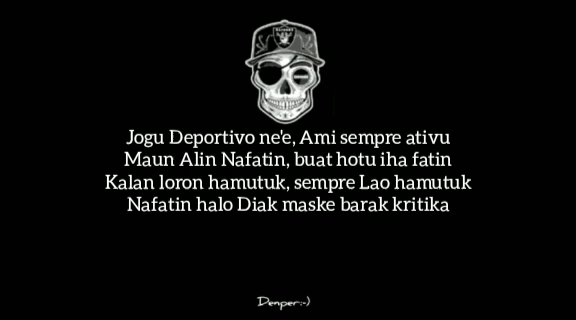 RAIDERS
Jogu Deportivo ne'e, Ami sempre ativu
Maun Alin Nafatin, buat hotu iha fatin
Kalan loron hamutuk, sempre Lao hamutuk
Nafatin halo Diak maske barak kritika
Denper:-)